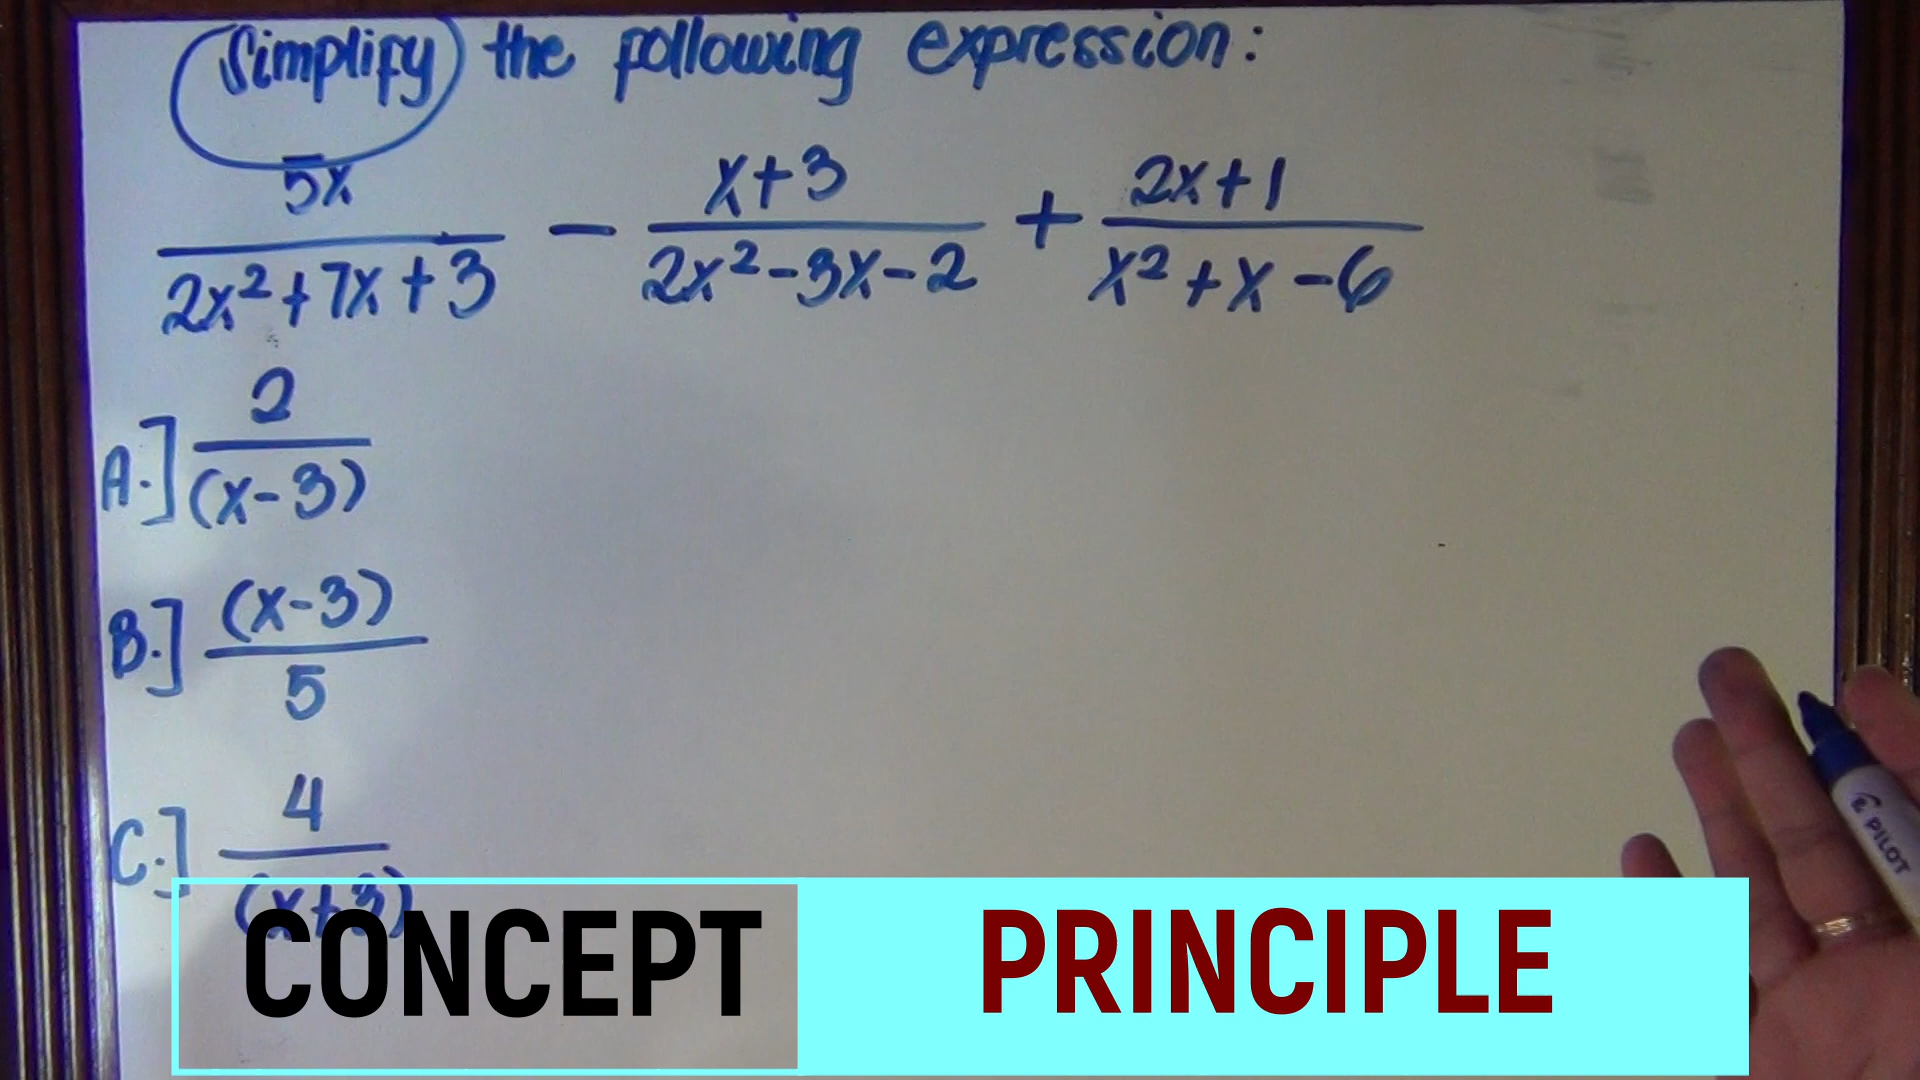 Simplify the following expression:
5x x+3 2x+1
— - — + —
2x²+7x+3 2x²-3x-2 x²+x-6
A.] 2
(x-3)
B.] (x-3)
5
C.] 4
(x+3)
PILOT
CONCEPT PRINCIPLE